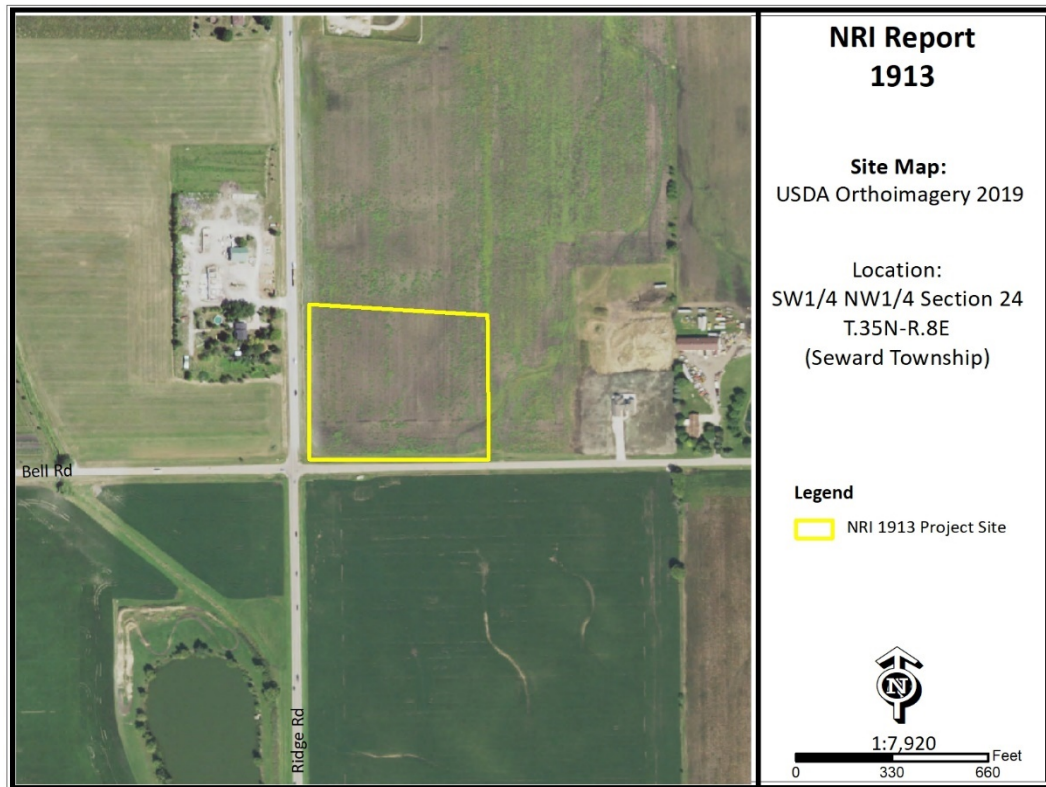 NRI Report
1913
Site Map:
USDA Orthoimagery 2019
Location:
SW1/4 NW1/4 Section 24
T.35N-R.8E
(Seward Township)
Bell Rd
Ridge Rd
Legend
NRI 1913 Project Site
N
1:7,920
Feet
0 330 660